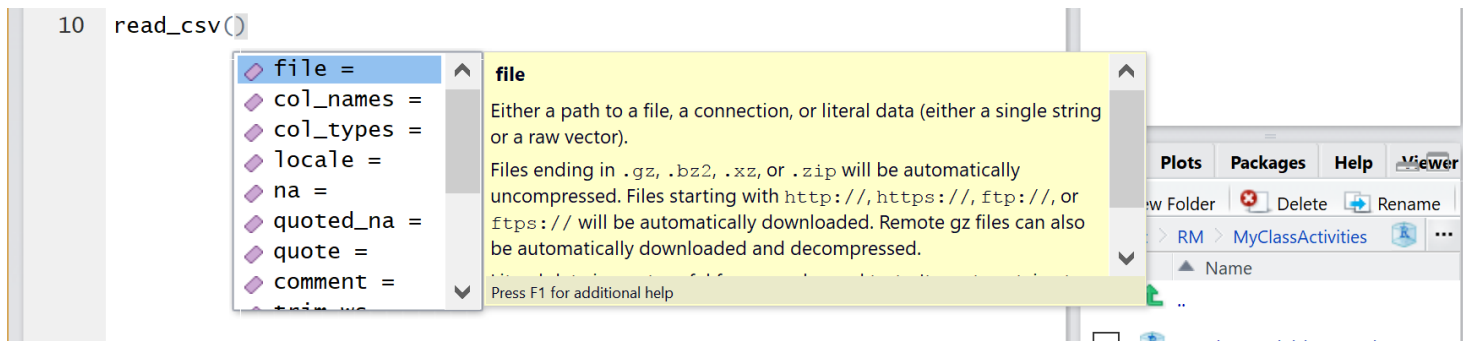 10 read_csv()
file =
col_names =
col_types =
locale =
na =
quoted_na =
quote =
comment =
file
Either a path to a file, a connection, or literal data (either a single string
or a raw vector).
Files ending in .gz, .bz2, .xz, or .zip will be automatically
uncompressed. Files starting with http://, https://, ftp://, or
ftps:// will be automatically downloaded. Remote gz files can also
be automatically downloaded and decompressed.
Press F1 for additional help
Plots Packages Help Viewer
Folder Delete Rename
RM MyClassActivities ...
Name
..